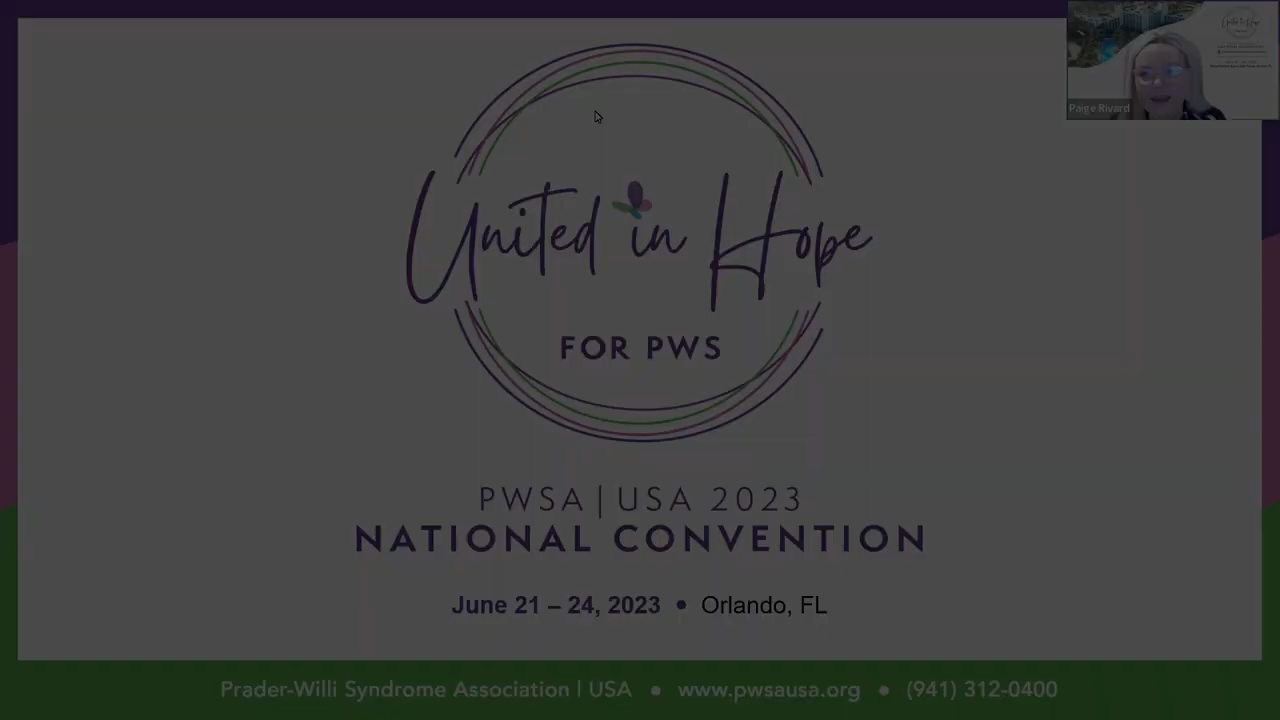 Paige Rivard
United in Hope
FOR PWS
PWSA | USA 2023
NATIONAL CONVENTION
June 21 – 24, 2023 • Orlando, FL
Prader-Willi Syndrome Association | USA • www.pwsausa.org • (941) 312-0400